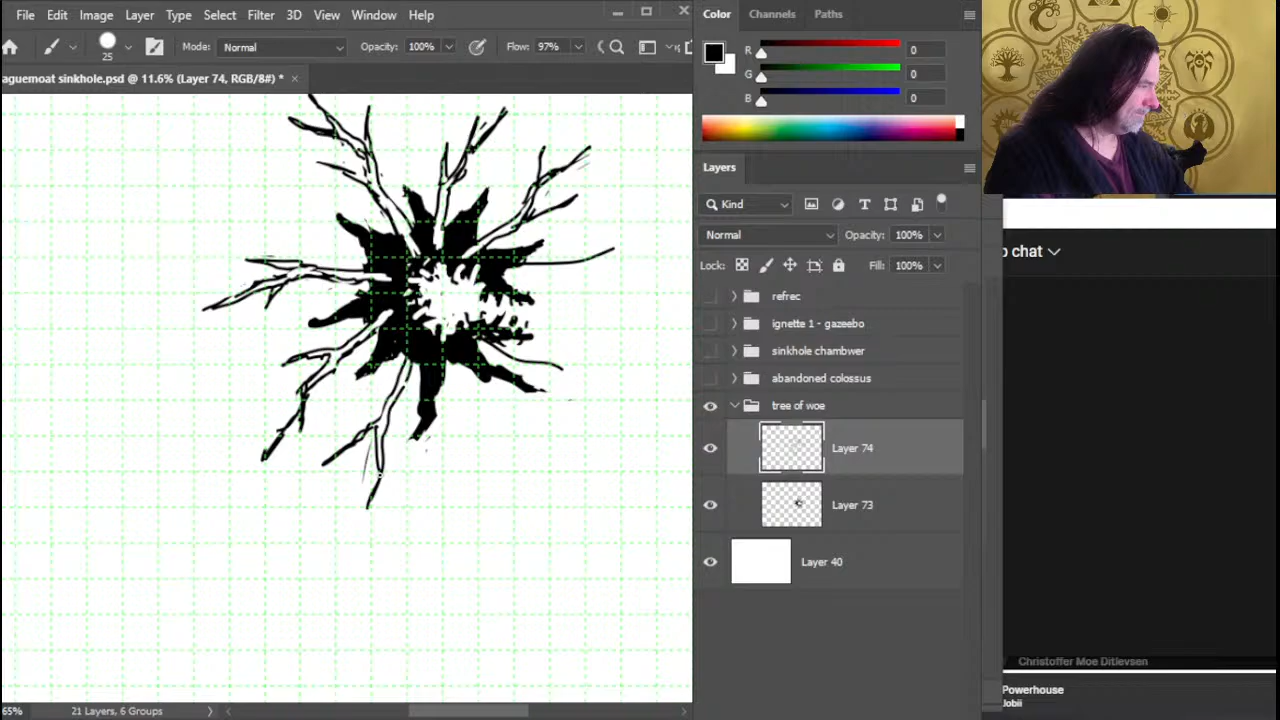 File Edit Image Layer Type Select Filter 3D View Window Help
25 Mode: Normal Opacity: 100% Flow: 97%
aguemoat sinkhole.psd @ 11.6% (Layer 74, RGB/8#) *
Color Channels Paths
R 0
G 0
B 0
Layers
Kind
Normal Opacity: 100%
Lock: Fill: 100%
refrec
ignette 1 - gazeebo
sinkhole chambwer
abandoned colossus
tree of woe
Layer 74
Layer 73
Layer 40
65% 21 Layers, 6 Groups
chat
Christoffer Moe Ditlevsen
Powerhouse